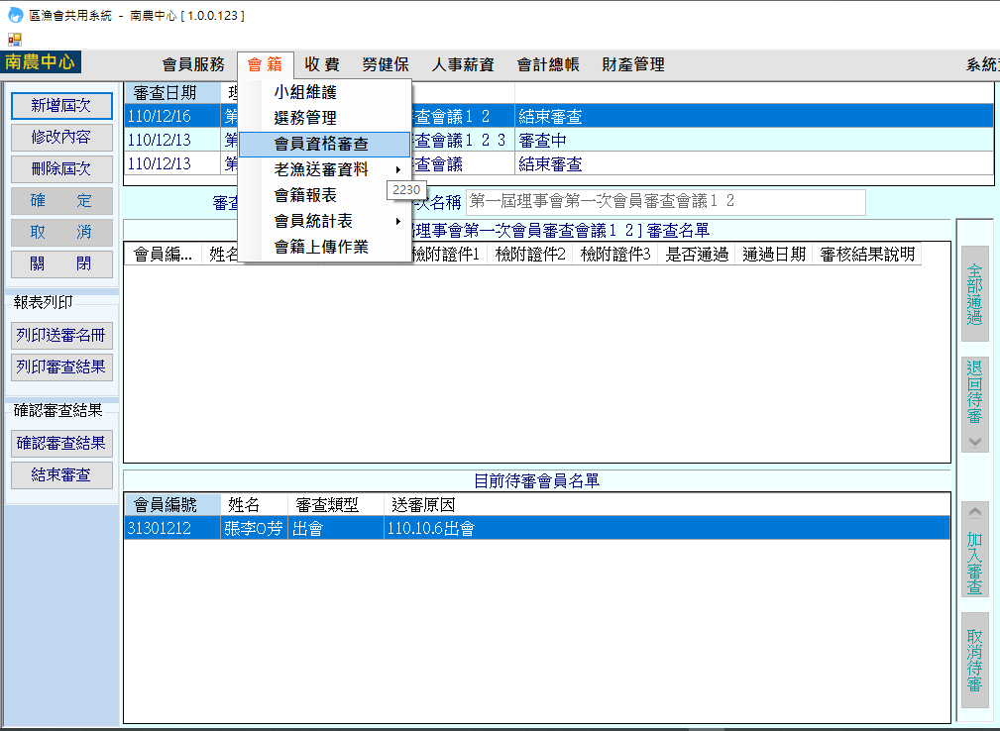 區漁會共用系統 - 南農中心 [ 1.0.0.123 ]
南農中心 會員服務 會 籍 收 費 勞健保 人事薪資 會計總帳 財產管理 系統
小組維護
選務管理
會員資格審查
老漁送審資料
會籍報表
會員統計表
會籍上傳作業
2230
新增屆次
修改內容
刪除屆次
確 定
取 消
關 閉
報表列印
列印送審名冊
列印審查結果
確認審查結果
確認審查結果
結束審查
審查日期
110/12/16 第 查會議1 2 結束審查
110/12/13 第 查會議1 2 3 審查中
110/12/13 第 查會議 結束審查
審查 次名稱 第一屆理事會第一次會員審查會議1 2
理事會第一次會員審查會議1 2] 審查名單
會員編... 姓名 檢附證件1 檢附證件2 檢附證件3 是否通過 通過日期 審核結果說明
目前待審會員名單
會員編號 姓名 審查類型 送審原因
31301212 張李O芳 出會 110.10.6出會
全部通過
退回待審
加入審查
取消待審